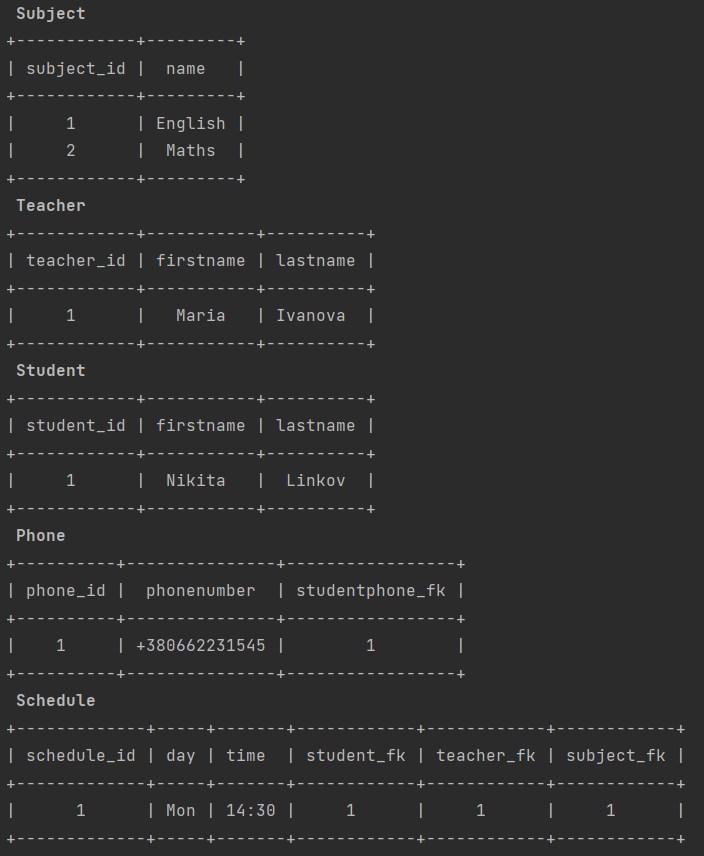 Subject
+------------+---------+
| subject_id |  name   |
+------------+---------+
|     1      | English |
|     2      |  Maths  |
+------------+---------+
Teacher
+------------+-----------+----------+
| teacher_id | firstname | lastname |
+------------+-----------+----------+
|     1      |   Maria   | Ivanova  |
+------------+-----------+----------+
Student
+------------+-----------+----------+
| student_id | firstname | lastname |
+------------+-----------+----------+
|     1      |  Nikita   |  Linkov  |
+------------+-----------+----------+
Phone
+----------+---------------+-----------------+
| phone_id |  phonenumber  | studentphone_fk |
+----------+---------------+-----------------+
|    1     | +380662231545 |        1        |
+----------+---------------+-----------------+
Schedule
+-------------+-----+-------+------------+------------+------------+
| schedule_id | day | time  | student_fk | teacher_fk | subject_fk |
+-------------+-----+-------+------------+------------+------------+
|      1      | Mon | 14:30 |     1      |     1      |     1      |
+-------------+-----+-------+------------+------------+------------+